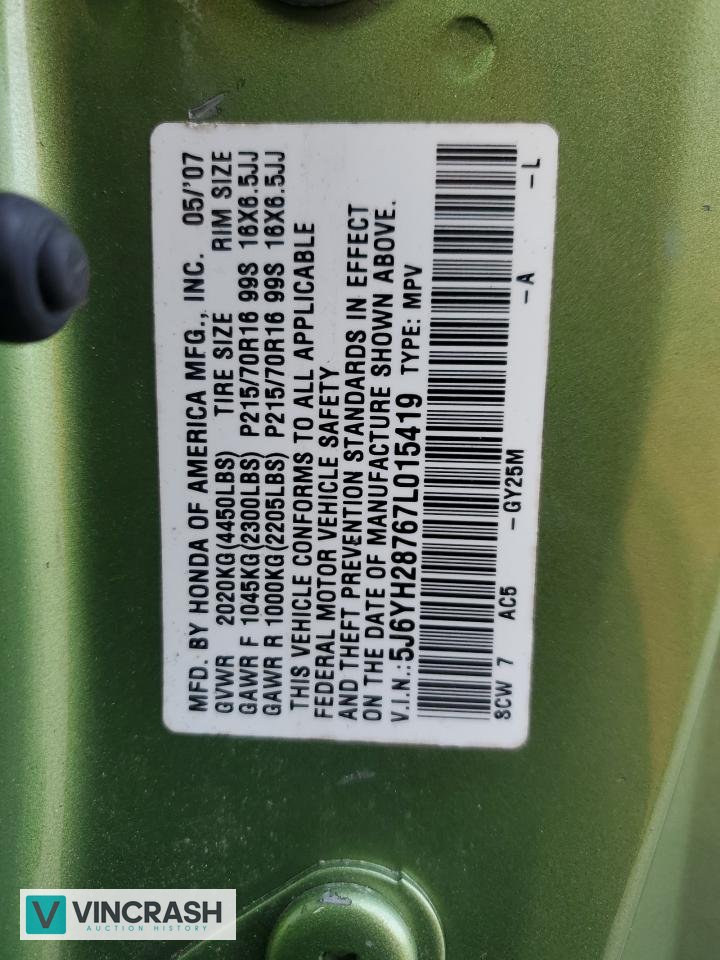 MFD. BY HONDA OF AMERICA MFG., INC. 05/'07
GVWR 2020KG(4450LBS) TIRE SIZE RIM SIZE
GAWR F 1045KG(2300LBS) P215/70R16 99S 16X6.5JJ
GAWR R 1000KG(2205LBS) P215/70R16 99S 16X6.5JJ
THIS VEHICLE CONFORMS TO ALL APPLICABLE
FEDERAL MOTOR VEHICLE SAFETY
AND THEFT PREVENTION STANDARDS IN EFFECT
ON THE DATE OF MANUFACTURE SHOWN ABOVE.
V.I.N.:5J6YH28767L015419 TYPE: MPV
SCW 7 AC5 -GY25M -A -L
VINCRASH
AUCTION HISTORY